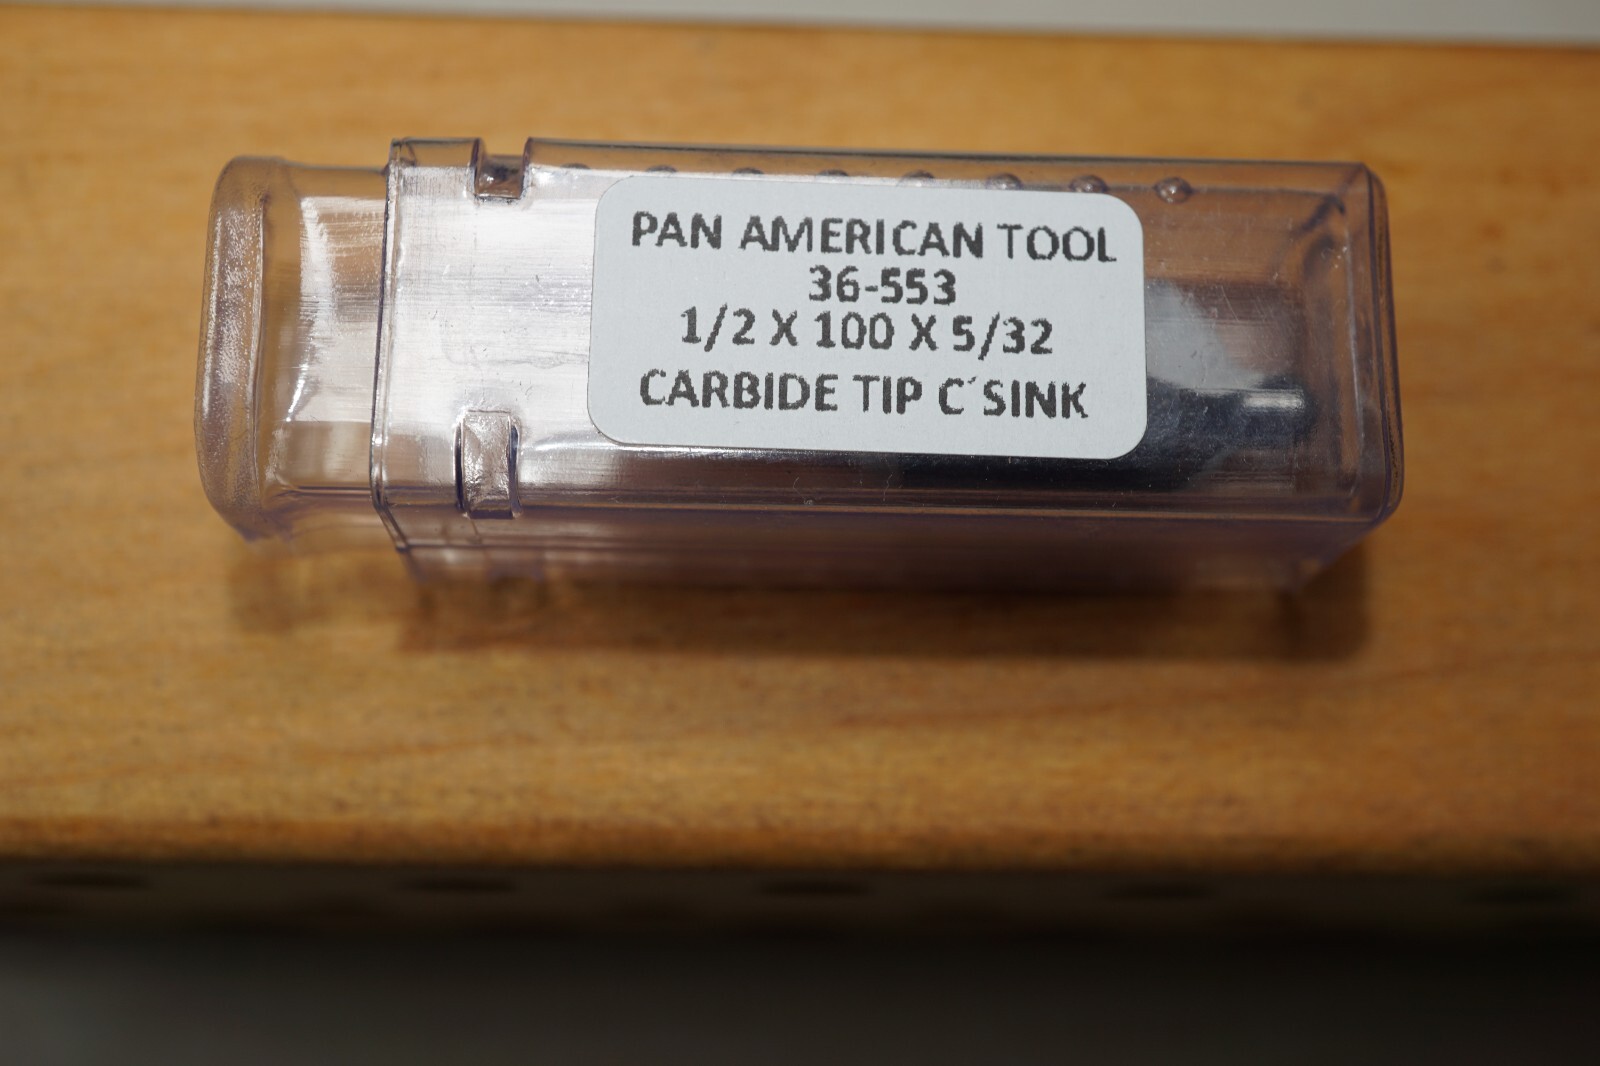 PAN AMERICAN TOOL
36-553
1/2 X 100 X 5/32
CARBIDE TIP C´SINK